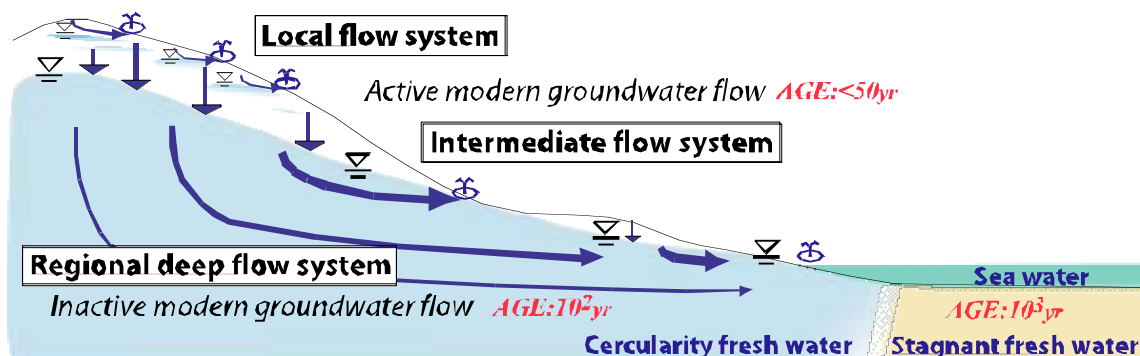 Local flow system
Active modern groundwater flow AGE:<50yr
Intermediate flow system
Regional deep flow system
Inactive modern groundwater flow AGE:10²yr
Sea water
AGE:10³yr
Cercularity fresh water
Stagnant fresh water